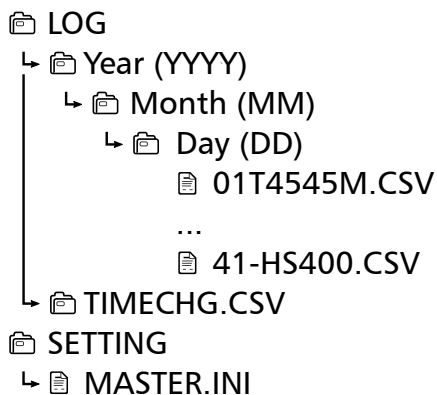 LOG
Year (YYYY)
Month (MM)
Day (DD)
01T4545M.CSV
...
41-HS400.CSV
TIMECHG.CSV
SETTING
MASTER.INI